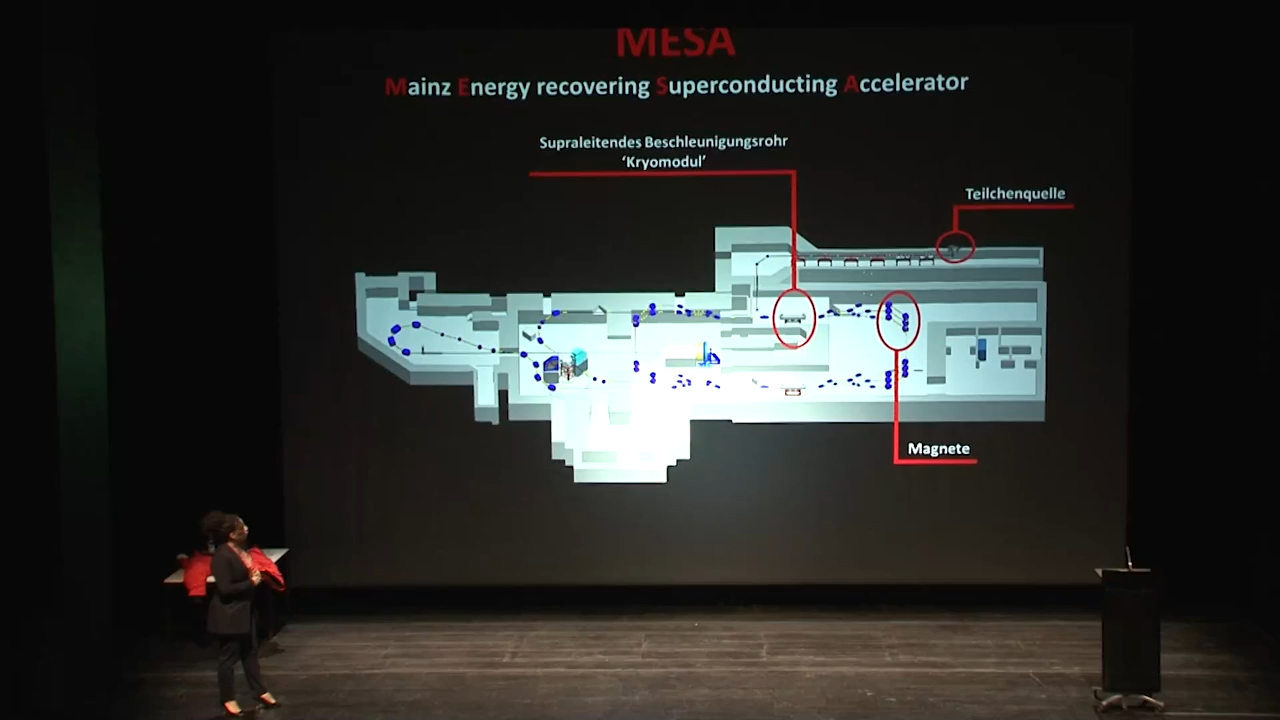 MESA
Mainz Energy recovering Superconducting Accelerator
Supraleitendes Beschleunigungsrohr
‘Kryomodul’
Teilchenquelle
Magnete